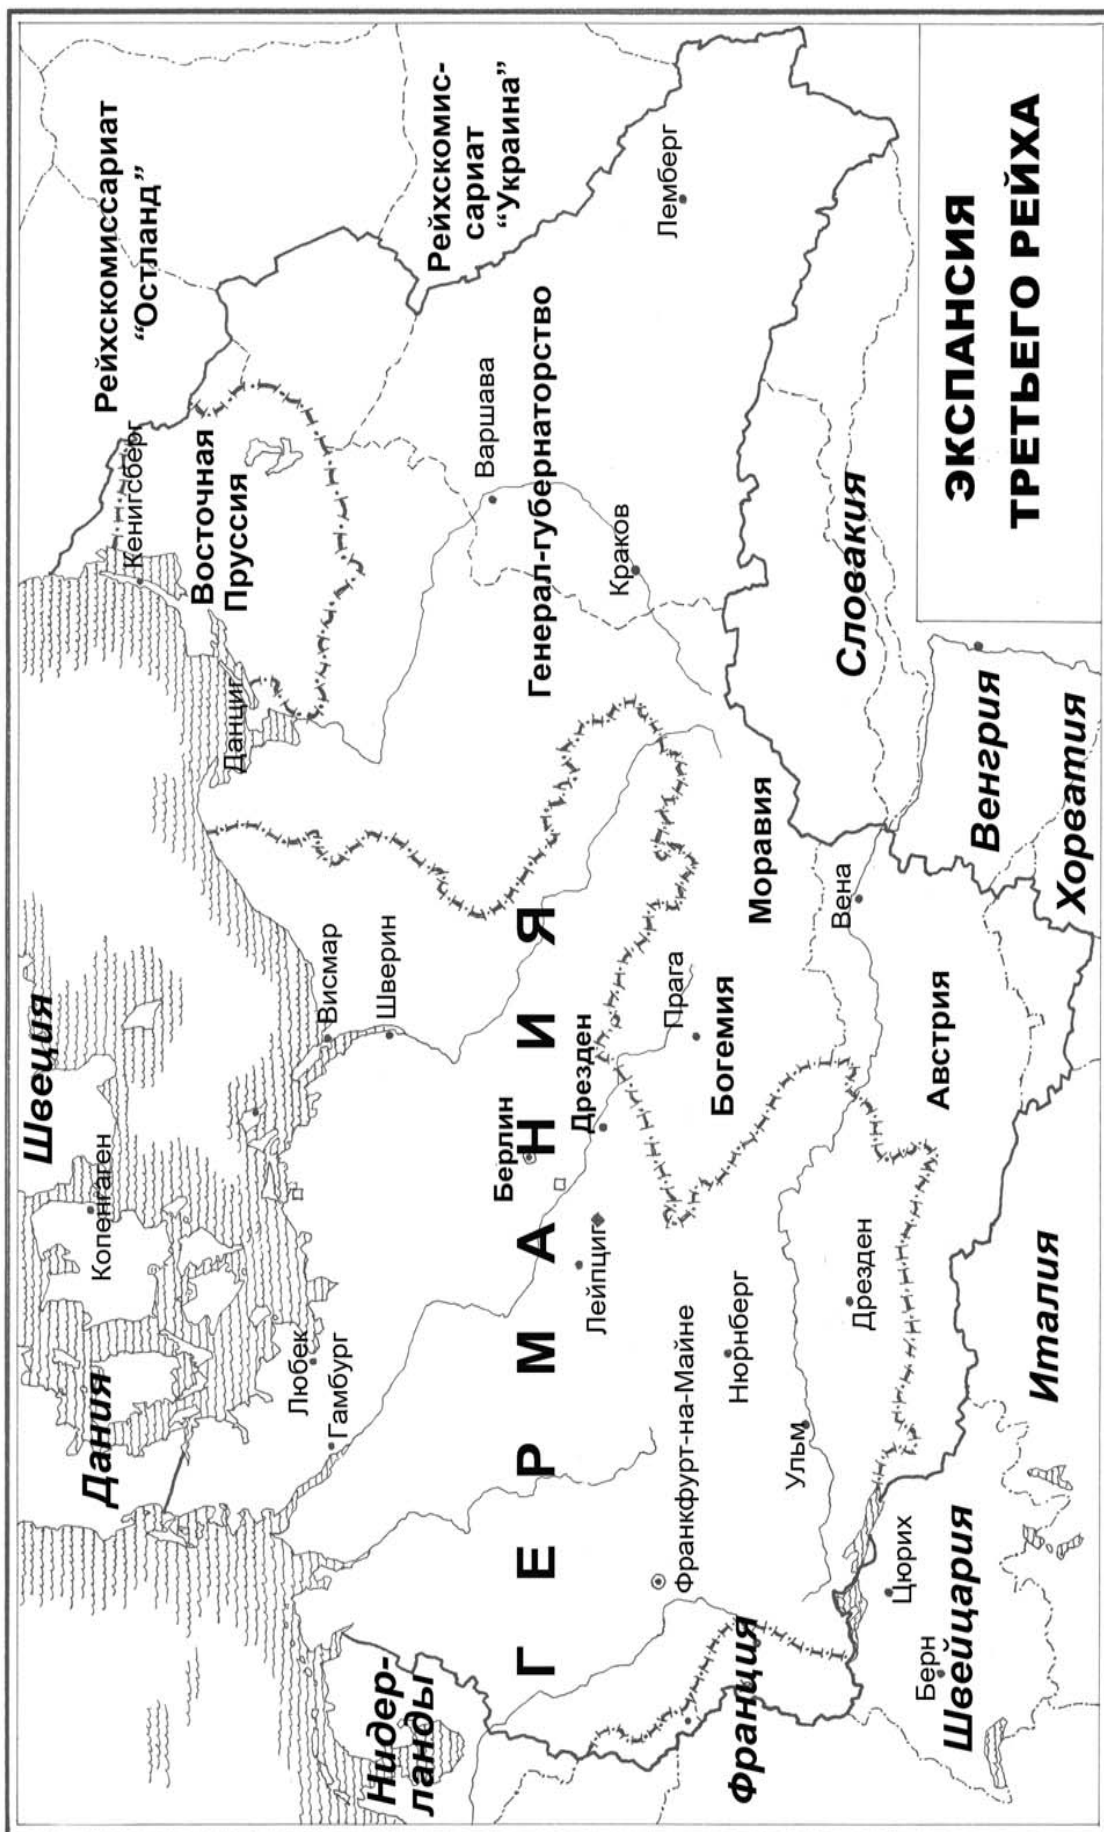 Швеция
Дания
Копенгаген
Рейхскомиссариат
“Остланд”
Кенигсберг
Восточная
Пруссия
Данциг
Висмар
Шверин
Любек
Гамбург
Нидер-
ланды
Рейхскомис-
сариат
“Украина”
Варшава
Генерал-губернаторство
Лемберг
Краков
ГЕРМАНИЯ
Берлин
Дрезден
Лейпциг
Франкфурт-на-Майне
Прага
Богемия
Моравия
Нюрнберг
Франция
Ульм
Дрезден
Вена
Словакия
Цюрих
Берн
Швейцария
Австрия
Италия
Венгрия
Хорватия
ЭКСПАНСИЯ
ТРЕТЬЕГО РЕЙХА